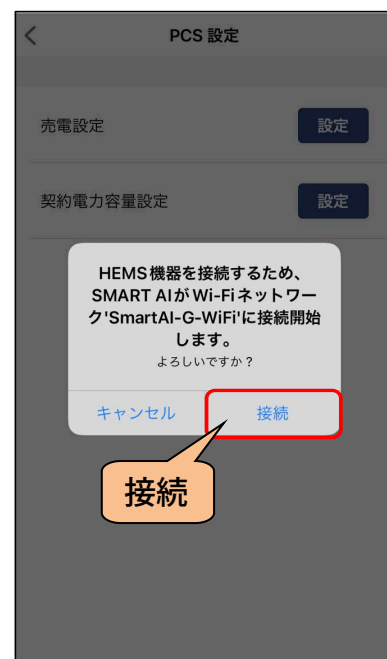 PCS 設定
売電設定 設定
契約電力容量設定 設定
HEMS機器を接続するため、
SMART AIがWi-Fiネットワー
ク'SmartAI-G-WiFi'に接続開始
します。
よろしいですか？
キャンセル 接続
接続